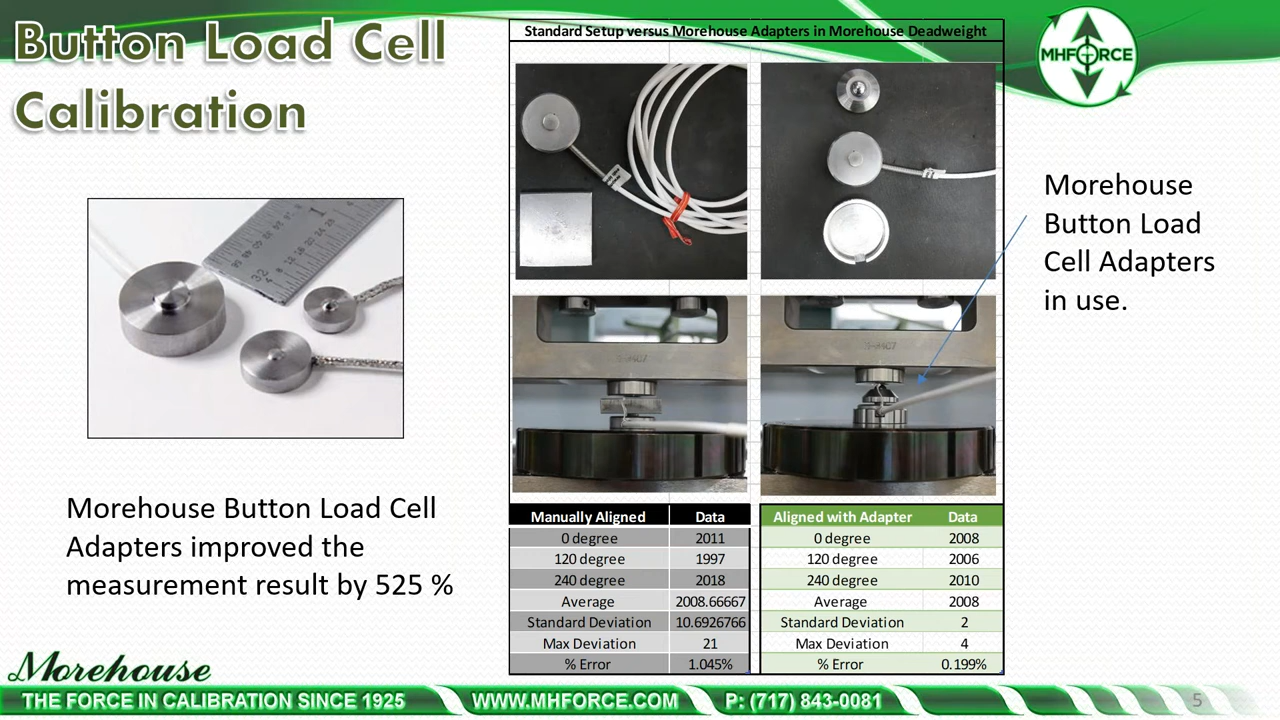 Button Load Cell
Calibration
Standard Setup versus Morehouse Adapters in Morehouse Deadweight
MHFORCE
Morehouse
Button Load
Cell Adapters
in use.
Morehouse Button Load Cell
Adapters improved the
measurement result by 525 %
Manually Aligned Data
0 degree 2011
120 degree 1997
240 degree 2018
Average 2008.66667
Standard Deviation 10.6926766
Max Deviation 21
% Error 1.045%
Aligned with Adapter Data
0 degree 2008
120 degree 2006
240 degree 2010
Average 2008
Standard Deviation 2
Max Deviation 4
% Error 0.199%
Morehouse
THE FORCE IN CALIBRATION SINCE 1925 WWW.MHFORCE.COM P: (717) 843-0081 5